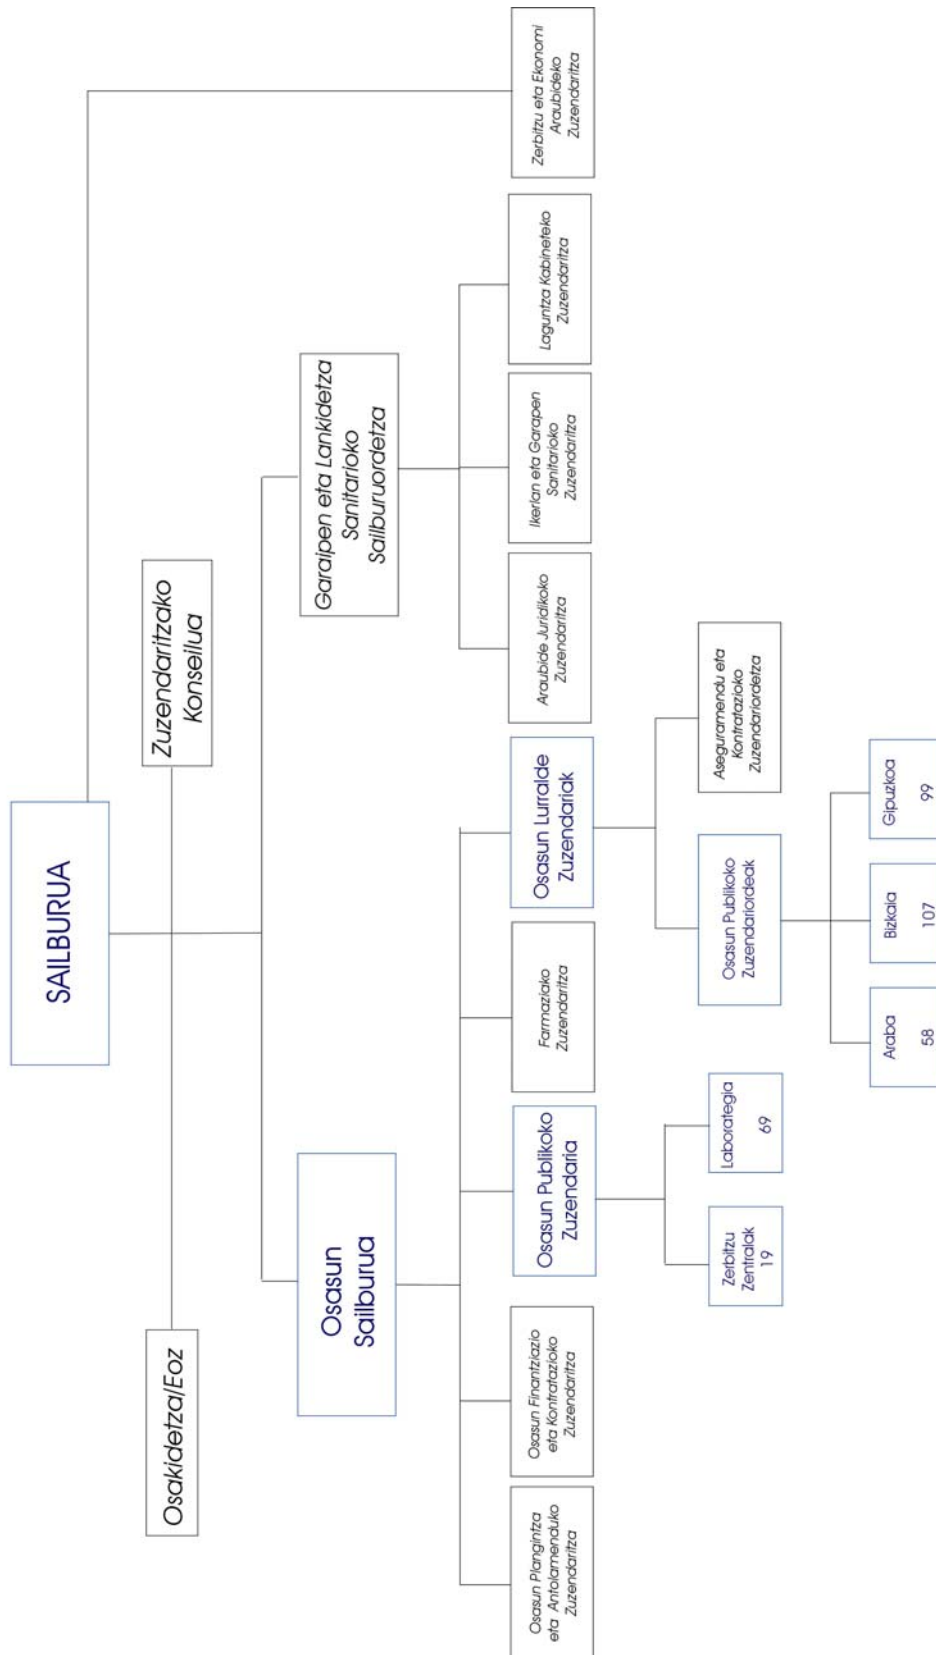 SAILBURUA
Osakidetza/Eoz
Zuzendaritzako
Konseilua
Osasun
Sailburua
Garaipen eta Lankidetza
Sanitarioko
Sailburuordetza
Osasun Plangintza
eta Antolamenduko
Zuzendaritza
Osasun Finantziazio
eta Kontratazioko
Zuzendaritza
Osasun Publikoko
Zuzendaria
Farmaziako
Zuzendaritza
Osasun Lurralde
Zuzendariak
Araubide Juridikoko
Zuzendaritza
Ikerlan eta Garapen
Sanitarioko
Zuzendaritza
Laguntza Kabineteko
Zuzendaritza
Zerbitzu eta Ekonomi
Araubideko
Zuzendaritza
Zerbitzu
Zentralak
19
Laborategia
69
Osasun Publikoko
Zuzendariordeak
Aseguramendu eta
Kontratazioko
Zuzendariordetza
Araba
58
Bizkaia
107
Gipuzkoa
99